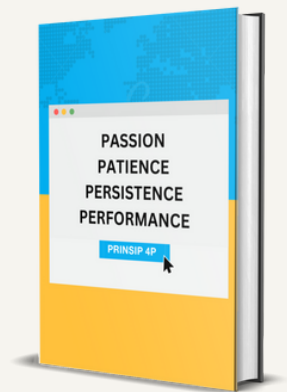 PASSION
PATIENCE
PERSISTENCE
PERFORMANCE
PRINSIP 4P